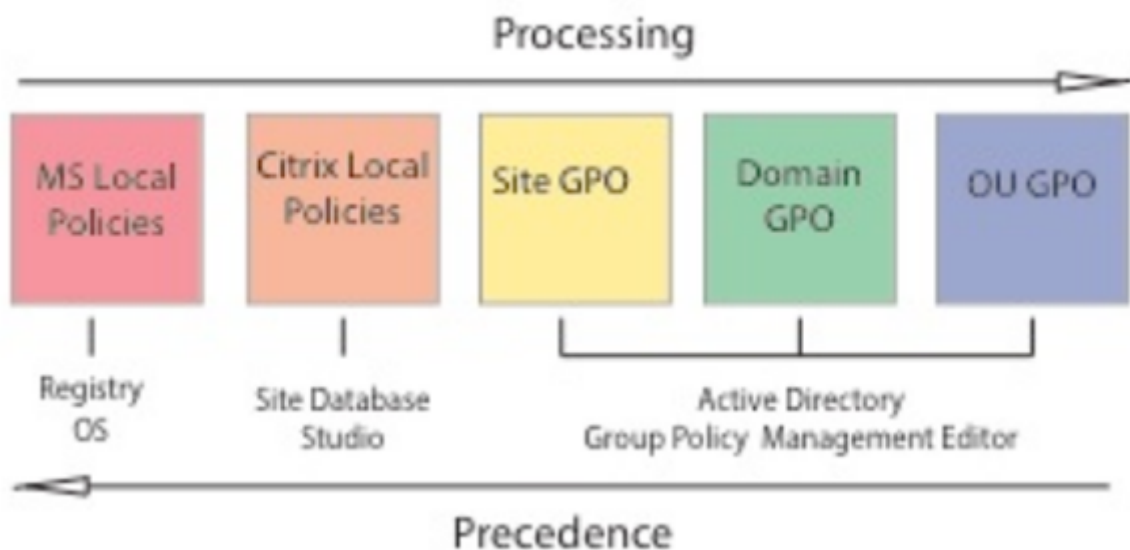 Processing
MS Local
Policies
Citrix Local
Policies
Site GPO
Domain
GPO
OU GPO
Registry
OS
Site Database
Studio
Active Directory
Group Policy Management Editor
Precedence